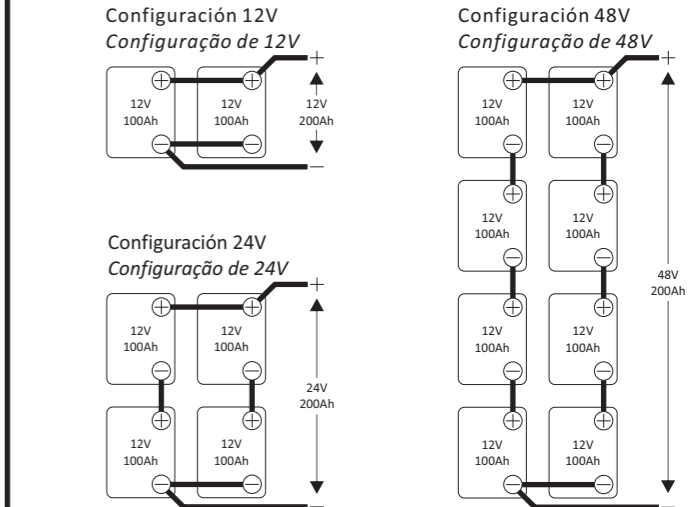 Configuración 12V
Configuração de 12V
+
12V
100Ah
12V
100Ah
12V
200Ah
−
Configuración 24V
Configuração de 24V
+
12V
100Ah
12V
100Ah
24V
200Ah
12V
100Ah
12V
100Ah
−
Configuración 48V
Configuração de 48V
+
12V
100Ah
12V
100Ah
12V
100Ah
12V
100Ah
48V
200Ah
12V
100Ah
12V
100Ah
12V
100Ah
12V
100Ah
−